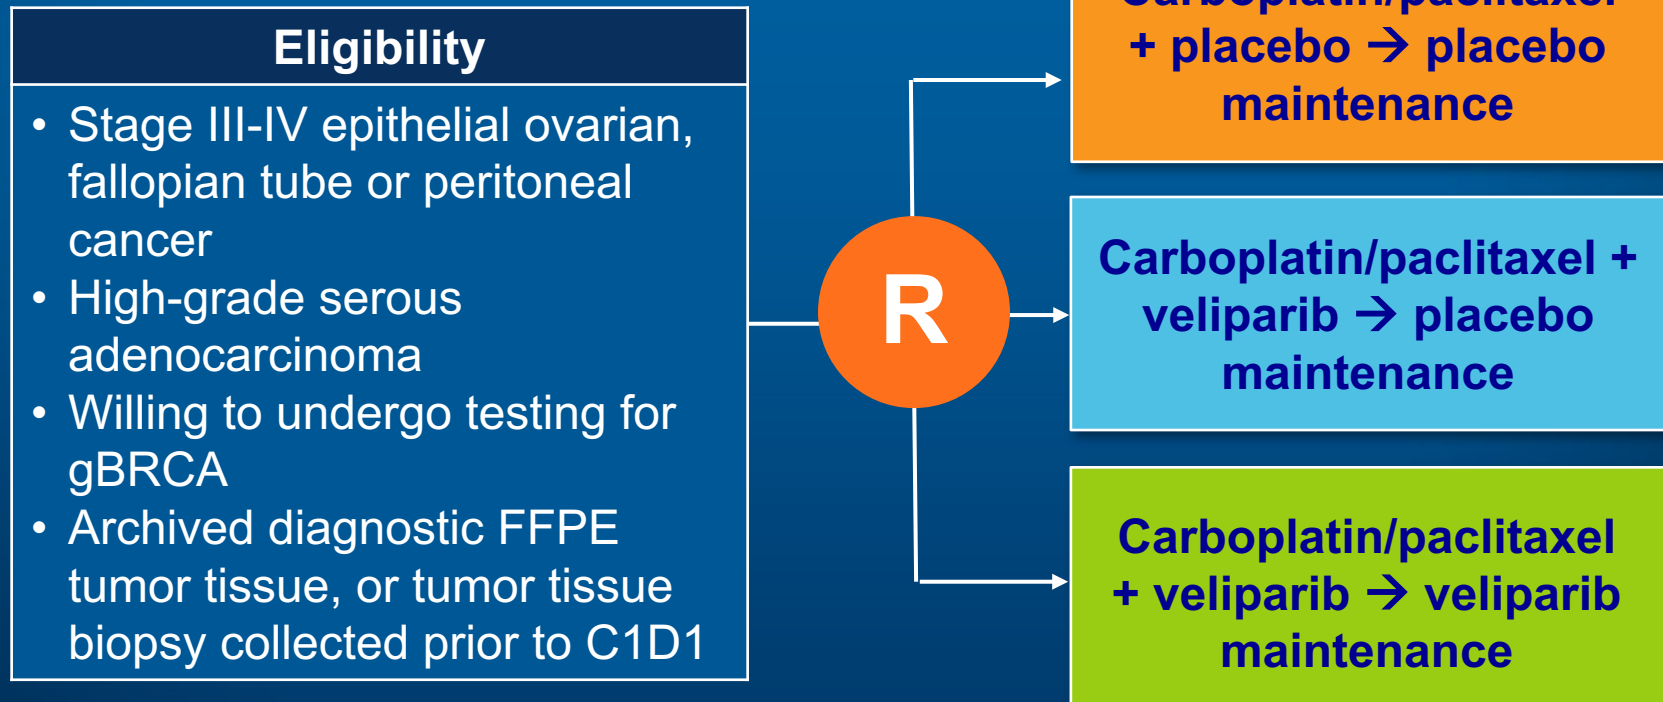 Eligibility
• Stage III-IV epithelial ovarian,
fallopian tube or peritoneal
cancer
• High-grade serous
adenocarcinoma
• Willing to undergo testing for
gBRCA
• Archived diagnostic FFPE
tumor tissue, or tumor tissue
biopsy collected prior to C1D1
R
Carboplatin/paclitaxel
+ placebo → placebo
maintenance
Carboplatin/paclitaxel +
veliparib → placebo
maintenance
Carboplatin/paclitaxel
+ veliparib → veliparib
maintenance